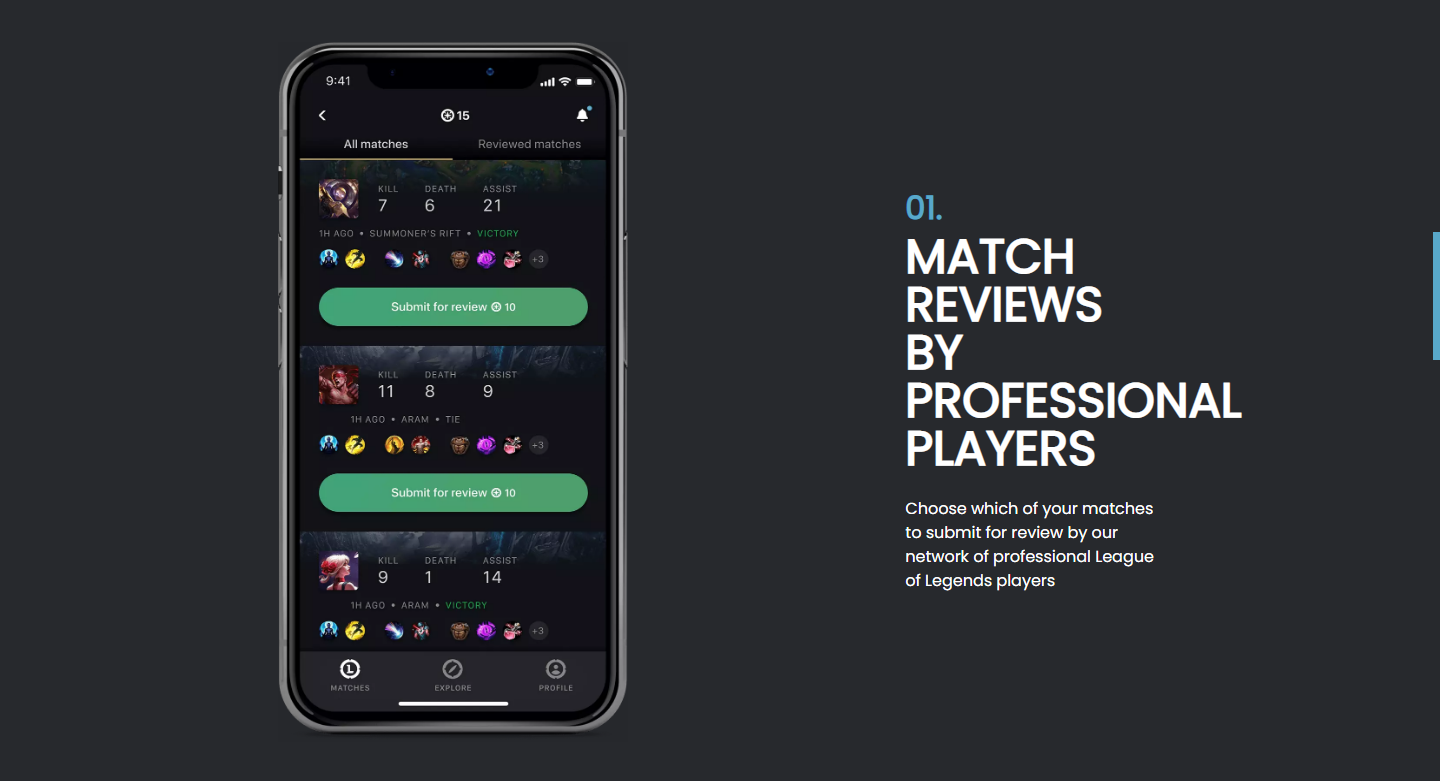 9:41
15
All matches Reviewed matches
KILL DEATH ASSIST
7 6 21
1H AGO • SUMMONER'S RIFT • VICTORY
+3
Submit for review 10
KILL DEATH ASSIST
11 8 9
1H AGO • ARAM • TIE
+3
Submit for review 10
KILL DEATH ASSIST
9 1 14
1H AGO • ARAM • VICTORY
+3
L
MATCHES EXPLORE PROFILE
01.
MATCH
REVIEWS
BY
PROFESSIONAL
PLAYERS
Choose which of your matches
to submit for review by our
network of professional League
of Legends players